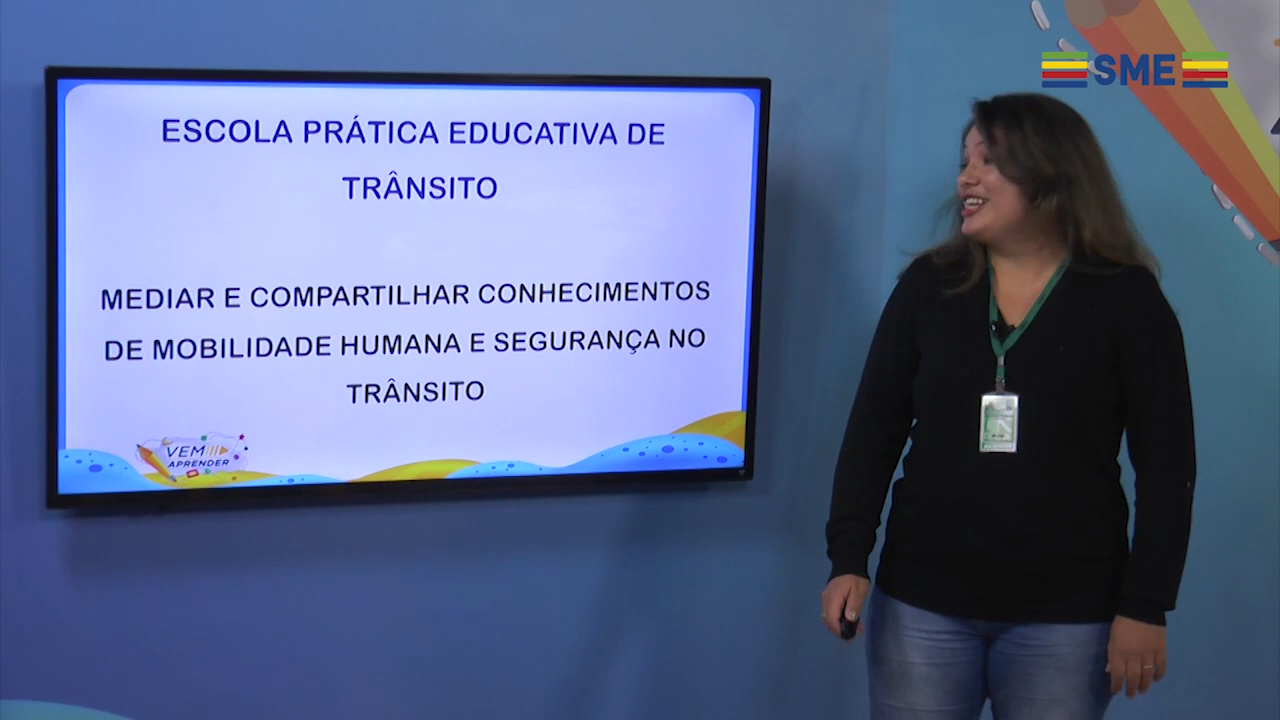 SME
ESCOLA PRÁTICA EDUCATIVA DE
TRÂNSITO
MEDIAR E COMPARTILHAR CONHECIMENTOS
DE MOBILIDADE HUMANA E SEGURANÇA NO
TRÂNSITO
VEM
APRENDER